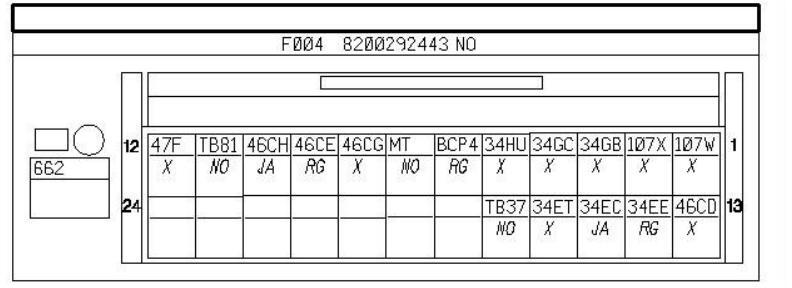 F004 8200292443 NO
12 47F TB81 46CH 46CE 46CG MT BCP4 34HU 34GC 34GB 107X 107W 1
X NO JA RG X NO RG X X X X X
662
24 TB37 34ET 34EC 34EE 46CD 13
NO X JA RG X